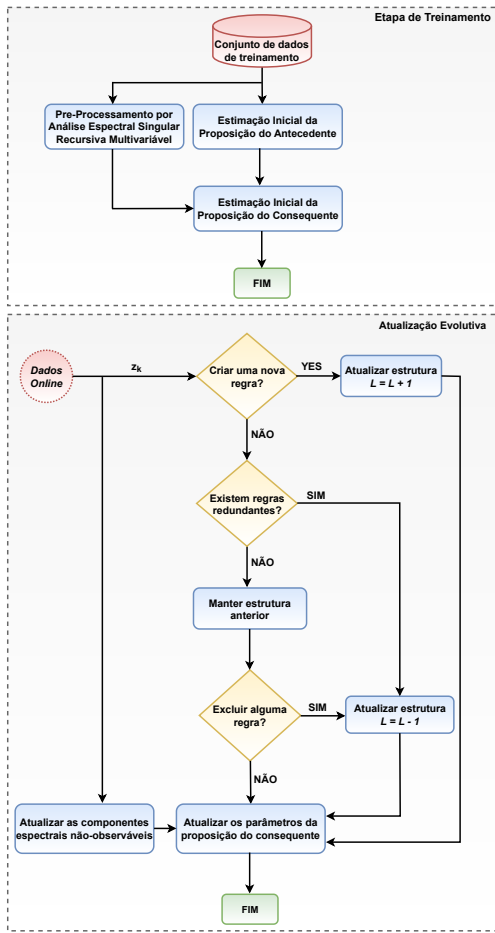 Etapa de Treinamento
Conjunto de dados
de treinamento
Pre-Processamento por
Análise Espectral Singular
Recursiva Multivariável
Estimação Inicial da
Proposição do Antecedente
Estimação Inicial da
Proposição do Consequente
FIM
Atualização Evolutiva
Dados
Online
zk
Criar uma nova
regra?
YES
Atualizar estrutura
L = L + 1
NÃO
Existem regras
redundantes?
SIM
NÃO
Manter estrutura
anterior
Excluir alguma
regra?
SIM
Atualizar estrutura
L = L - 1
NÃO
Atualizar as componentes
espectrais não-observáveis
Atualizar os parâmetros da
proposição do consequente
FIM